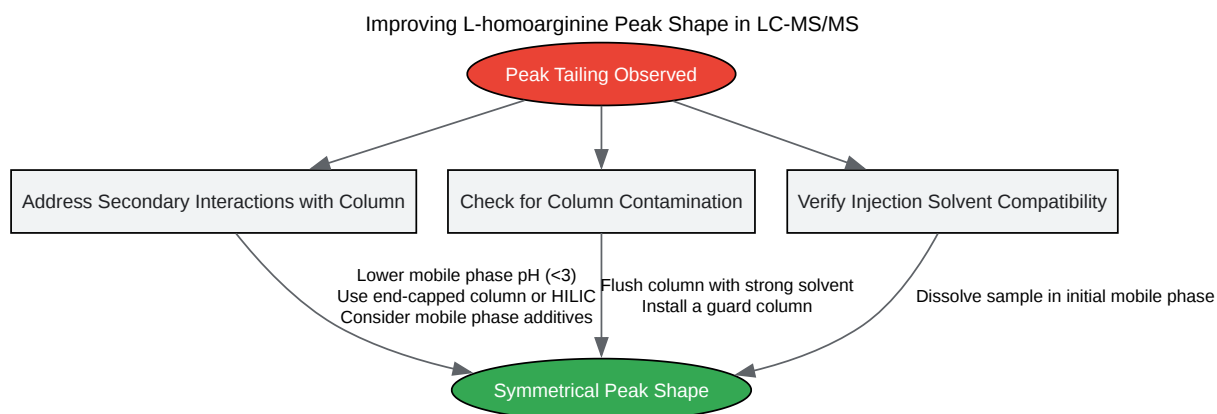 Improving L-homoarginine Peak Shape in LC-MS/MS
Peak Tailing Observed
Address Secondary Interactions with Column
Check for Column Contamination
Verify Injection Solvent Compatibility
Lower mobile phase pH (<3)
Use end-capped column or HILIC
Consider mobile phase additives
Flush column with strong solvent
Install a guard column
Dissolve sample in initial mobile phase
Symmetrical Peak Shape